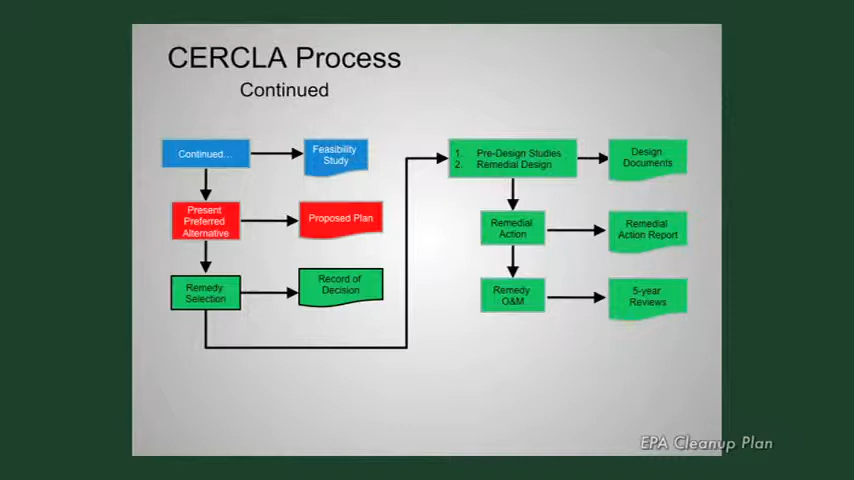 CERCLA Process
Continued
Continued...
Feasibility
Study
Present
Preferred
Alternative
Proposed Plan
Remedy
Selection
Record of
Decision
1. Pre-Design Studies
2. Remedial Design
Design
Documents
Remedial
Action
Remedial
Action Report
Remedy
O&M
5-year
Reviews
EPA Cleanup Plan